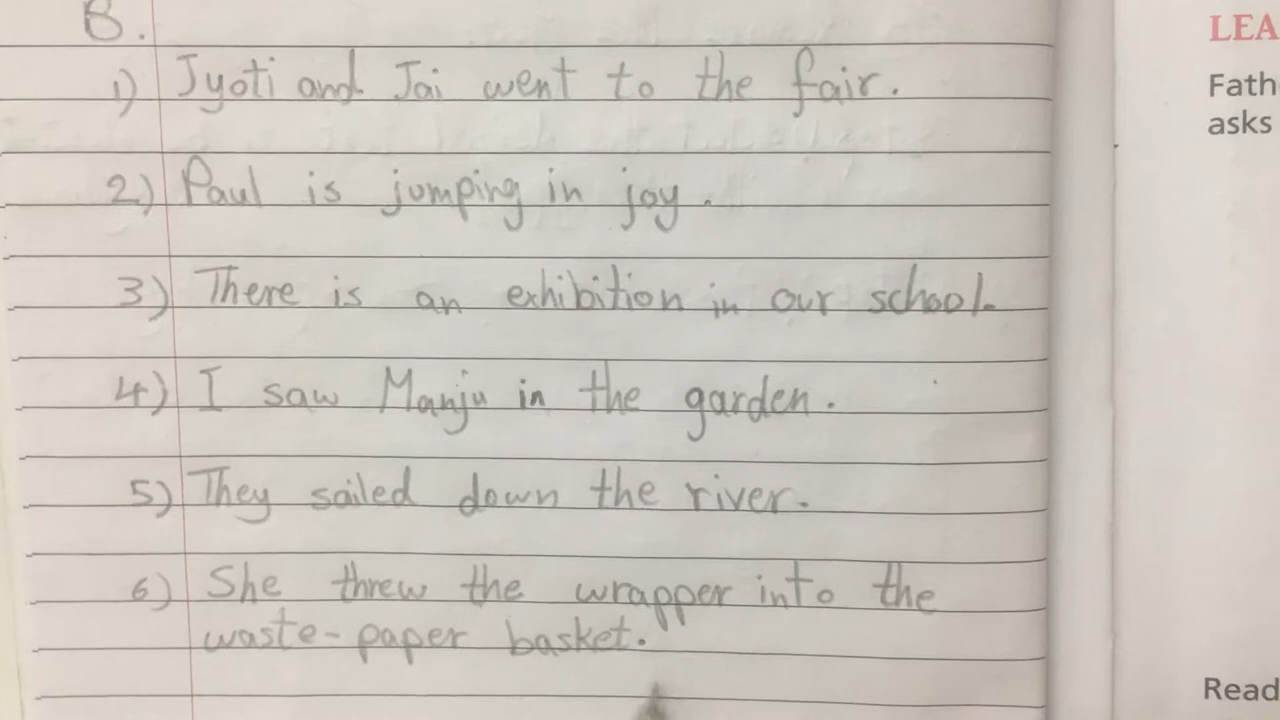 B.
1) Jyoti and Jai went to the fair.
2) Paul is jumping in joy.
3) There is an exhibition in our school.
4) I saw Manju in the garden.
5) They sailed down the river.
6) She threw the wrapper into the
waste-paper basket.
LEA
Fath
asks
Read